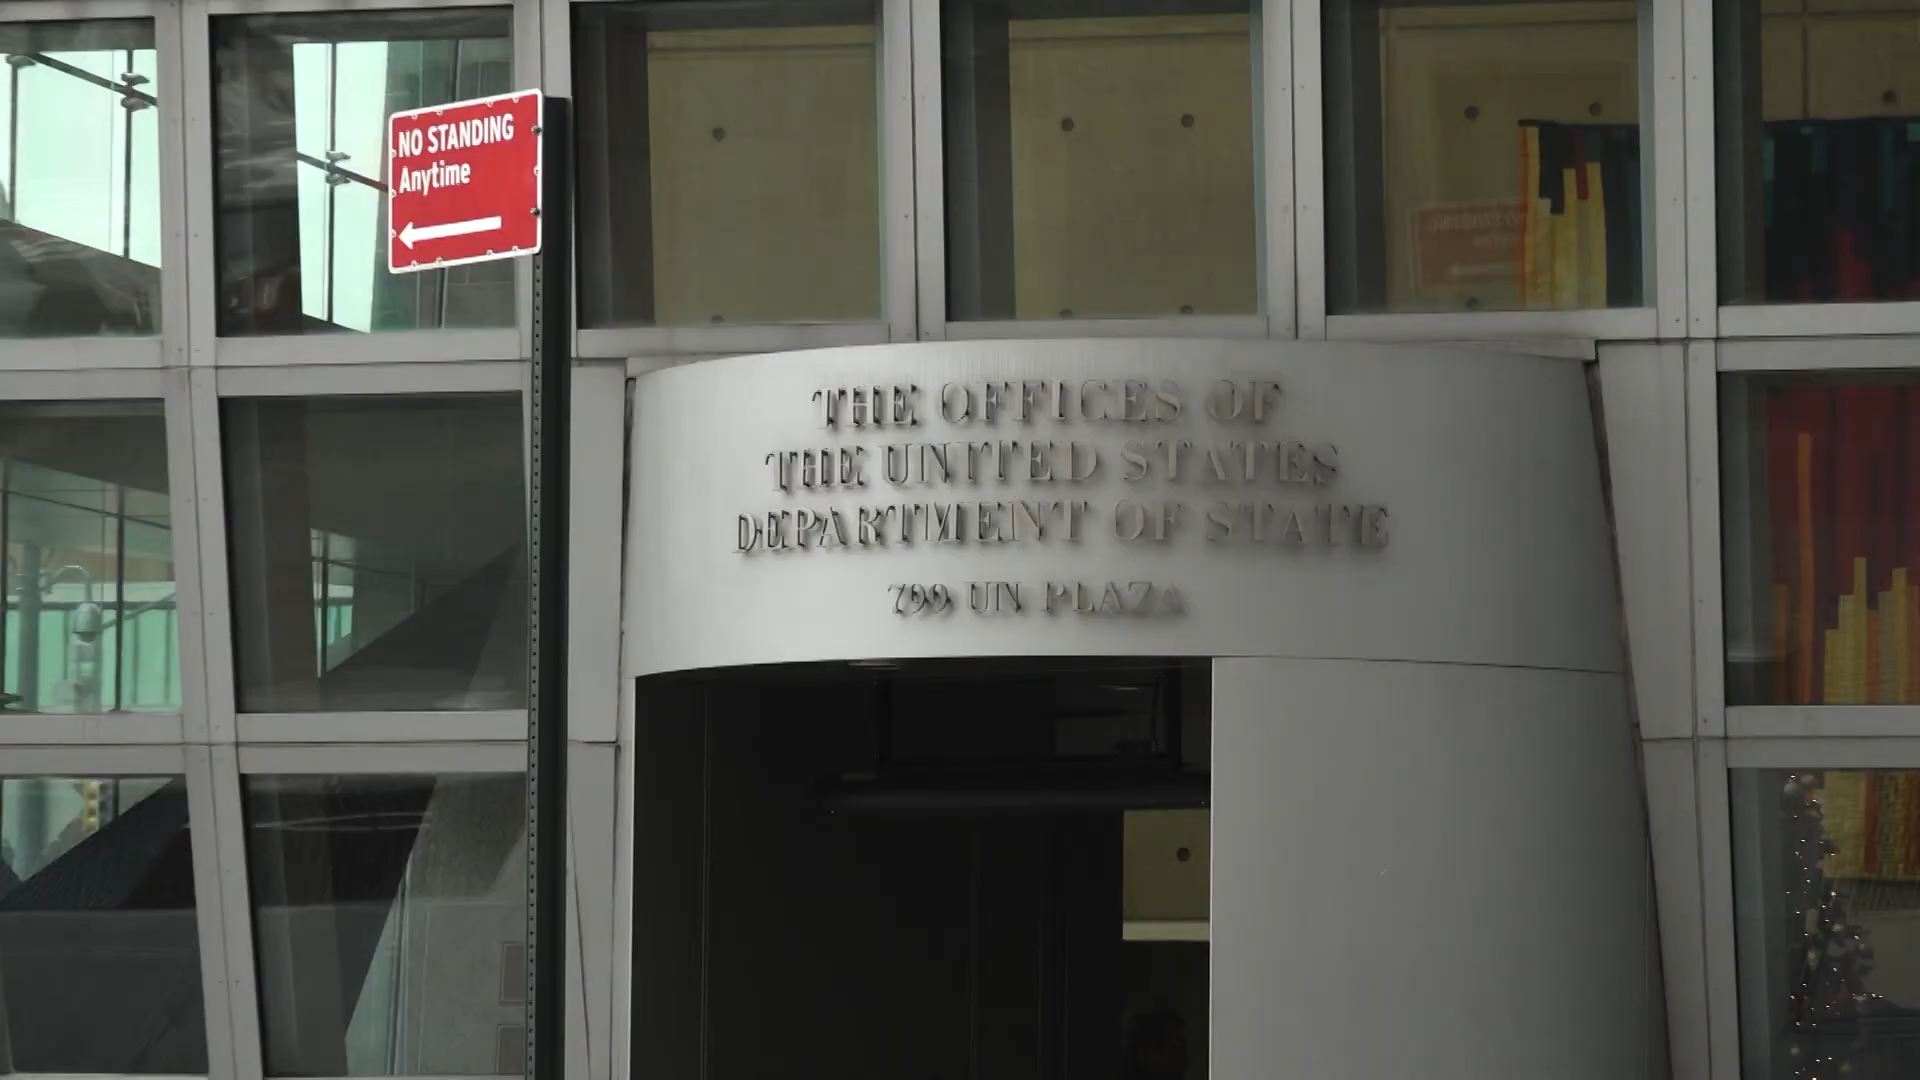 NO STANDING
Anytime
THE OFFICES OF
THE UNITED STATES
DEPARTMENT OF STATE
799 UN PLAZA